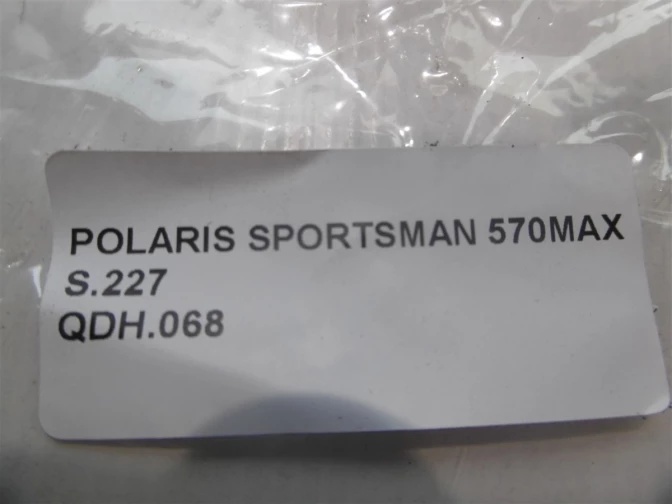 POLARIS SPORTSMAN 570MAX
S.227
QDH.068